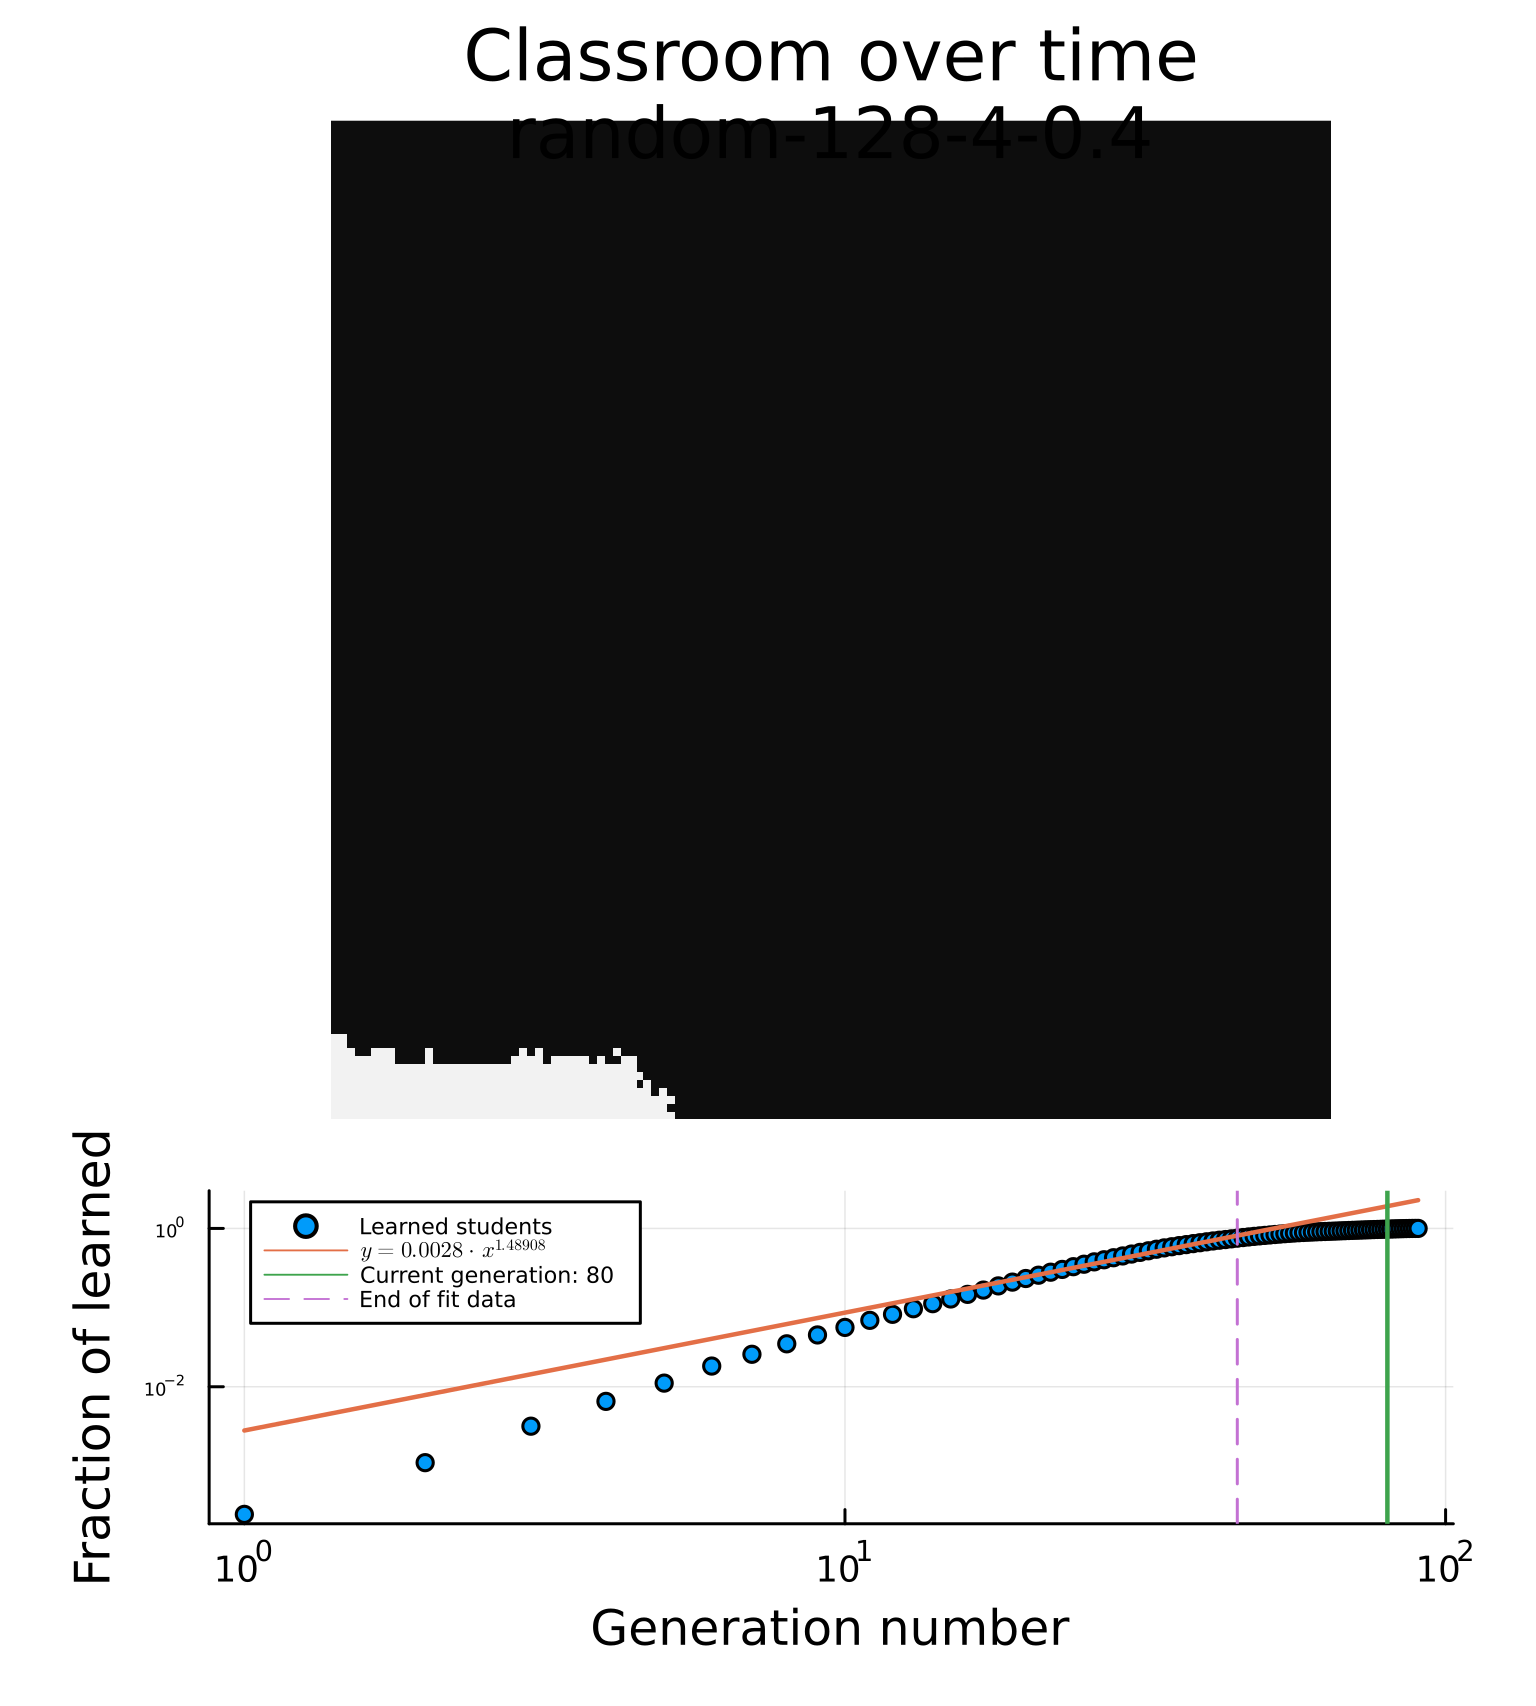 Classroom over time
random-128-4-0.4
Fraction of learned
10^0
10^-2
Learned students
y = 0.0028 · x^1.48908
Current generation: 80
End of fit data
10^0 10^1 10^2
Generation number